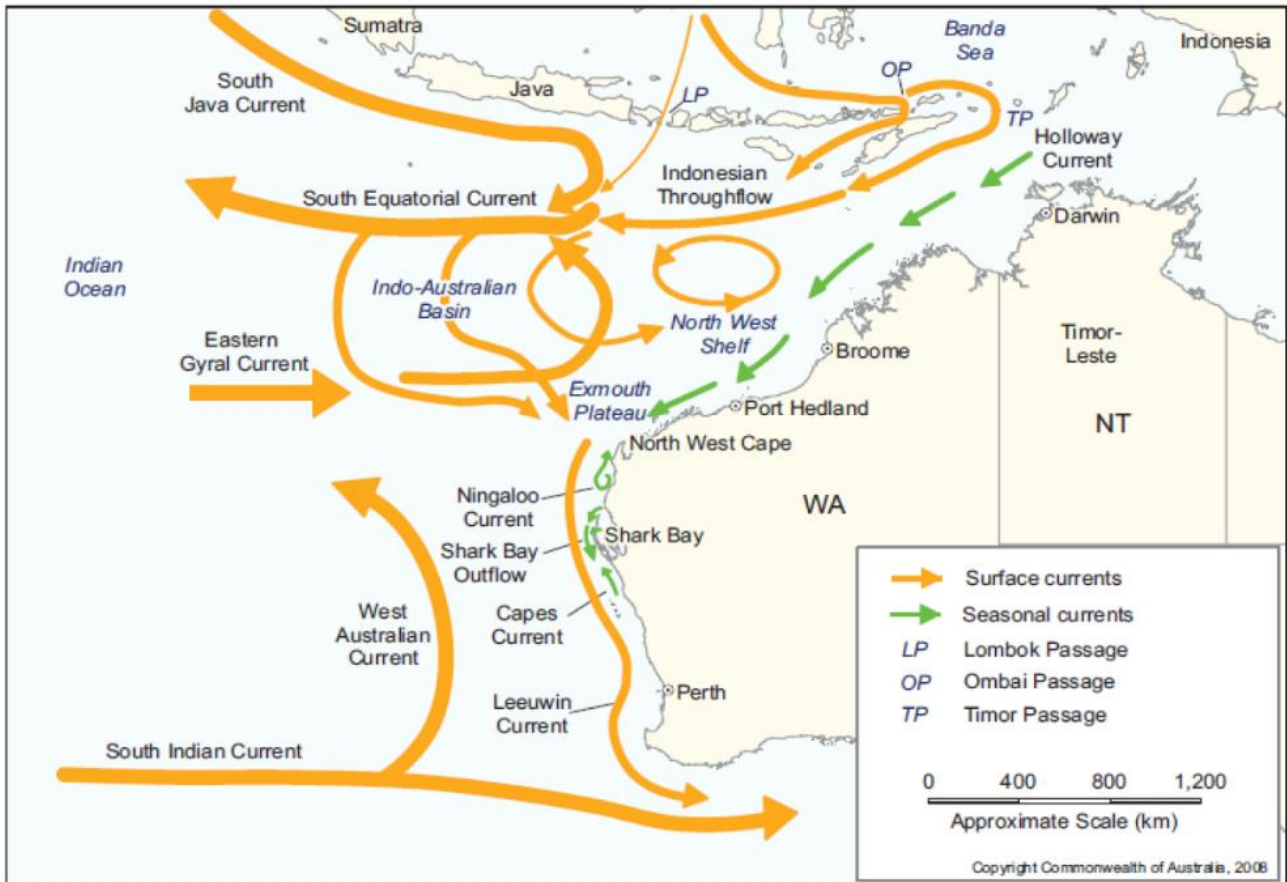 Sumatra
Banda
Sea
Indonesia
South
Java Current
Java
LP
OP
TP
Holloway
Current
Indonesian
Throughflow
South Equatorial Current
Darwin
Indian
Ocean
Indo-Australian
Basin
North West
Shelf
Timor-
Leste
Eastern
Gyral Current
Broome
Exmouth
Plateau
Port Hedland
NT
North West Cape
Ningaloo
Current
WA
Shark Bay
Shark Bay
Outflow
Capes
Current
West
Australian
Current
Leeuwin
Current
Perth
South Indian Current
Surface currents
Seasonal currents
LP Lombok Passage
OP Ombai Passage
TP Timor Passage
0 400 800 1,200
Approximate Scale (km)
Copyright Commonwealth of Australia, 2008